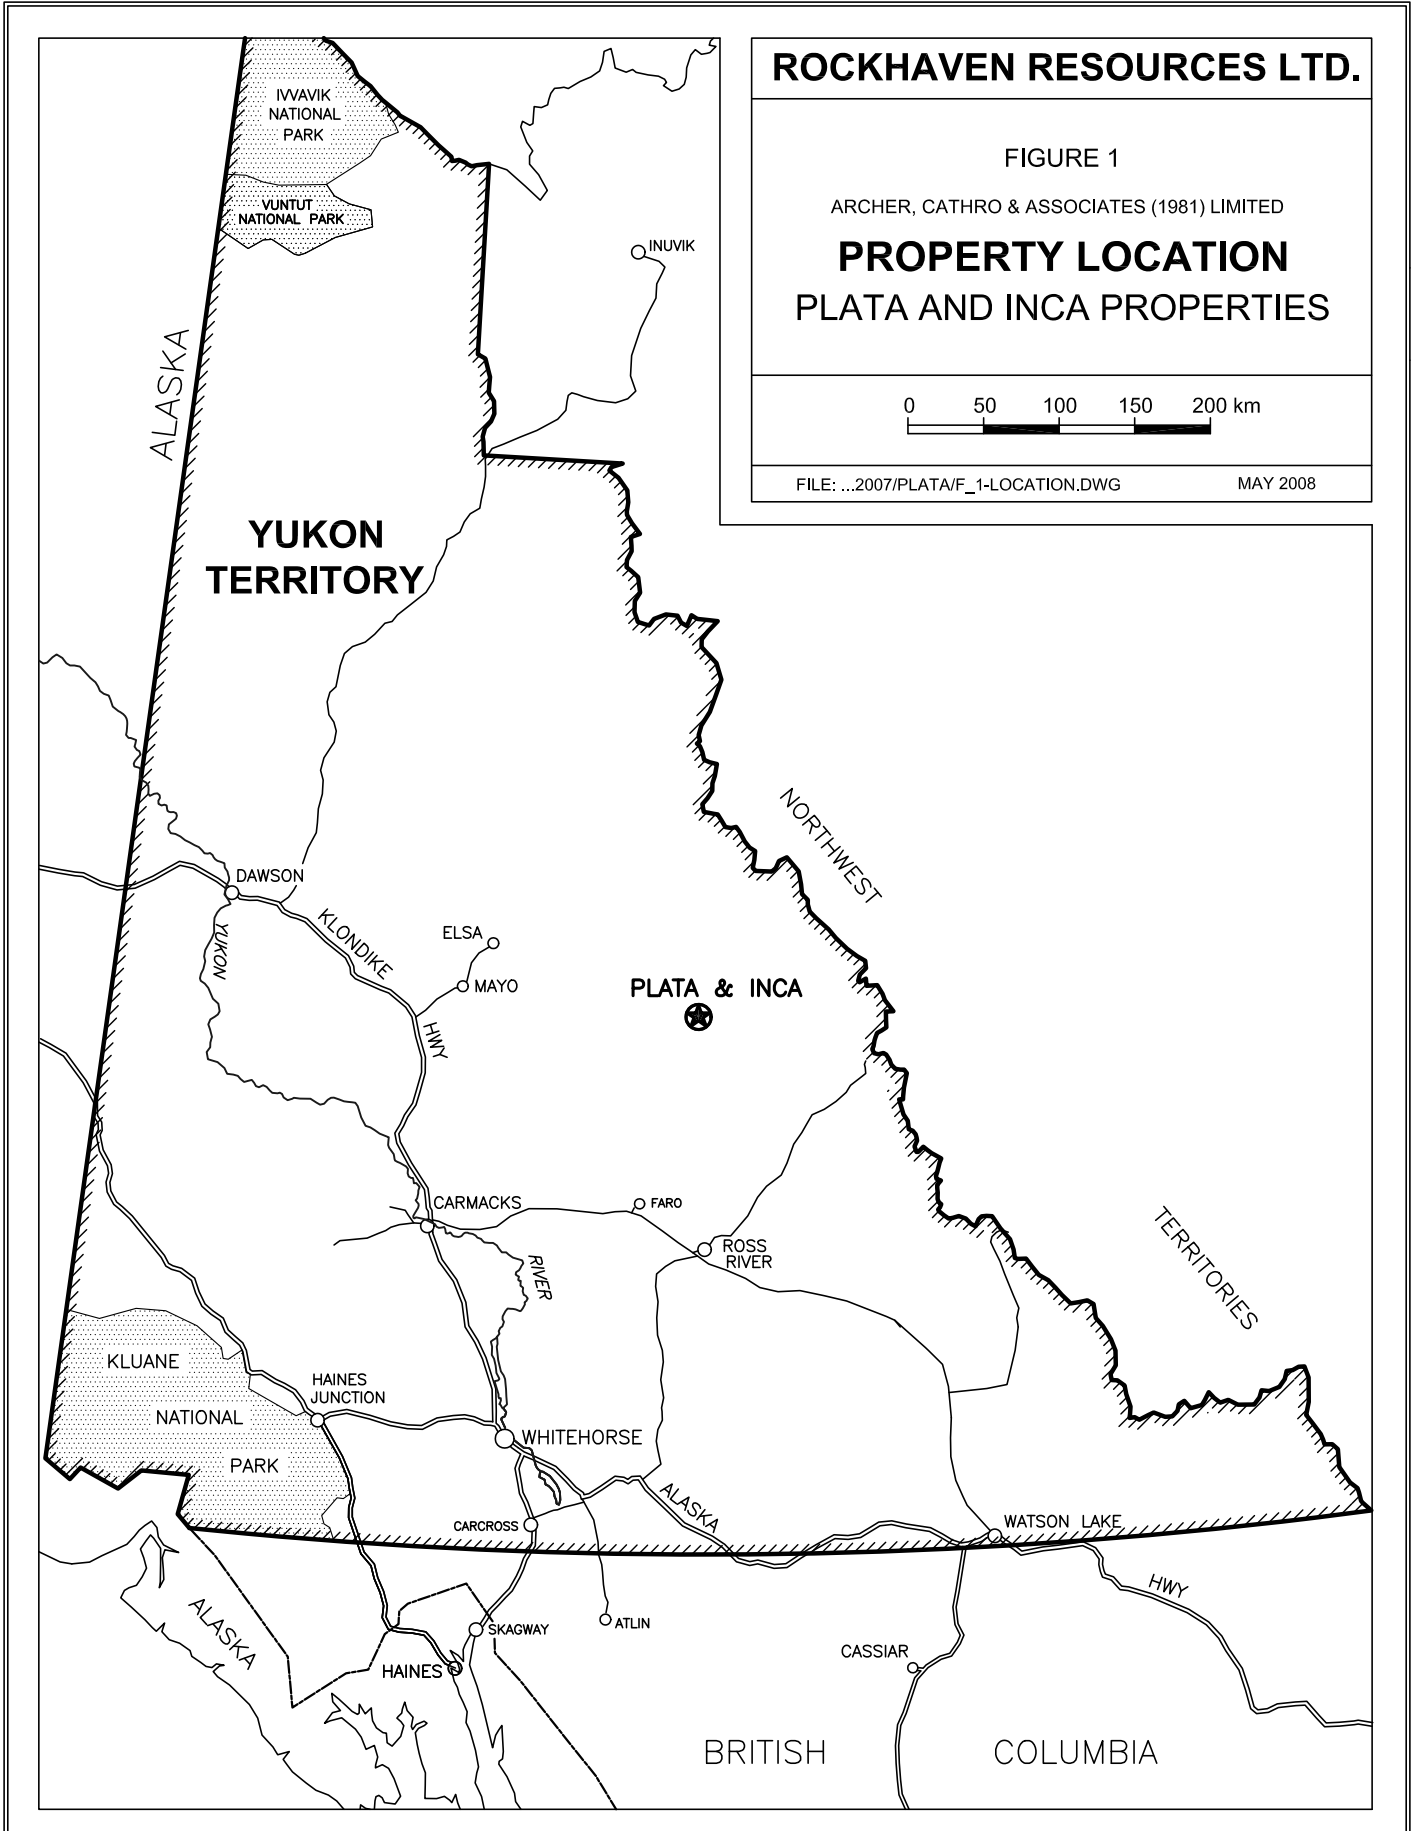 ROCKHAVEN RESOURCES LTD.
FIGURE 1
ARCHER, CATHRO & ASSOCIATES (1981) LIMITED
PROPERTY LOCATION
PLATA AND INCA PROPERTIES
0 50 100 150 200 km
FILE: ...2007/PLATA/F_1-LOCATION.DWG
MAY 2008
IVVAVIK
NATIONAL
PARK
VUNTUT
NATIONAL PARK
INUVIK
ALASKA
YUKON
TERRITORY
NORTHWEST
DAWSON
KLONDIKE
YUKON
ELSA
MAYO
HWY
PLATA & INCA
CARMACKS
FARO
ROSS
RIVER
RIVER
TERRITORIES
KLUANE
NATIONAL
PARK
HAINES
JUNCTION
WHITEHORSE
ALASKA
CARCROSS
WATSON LAKE
HWY
ALASKA
SKAGWAY
ATLIN
HAINES
CASSIAR
BRITISH COLUMBIA